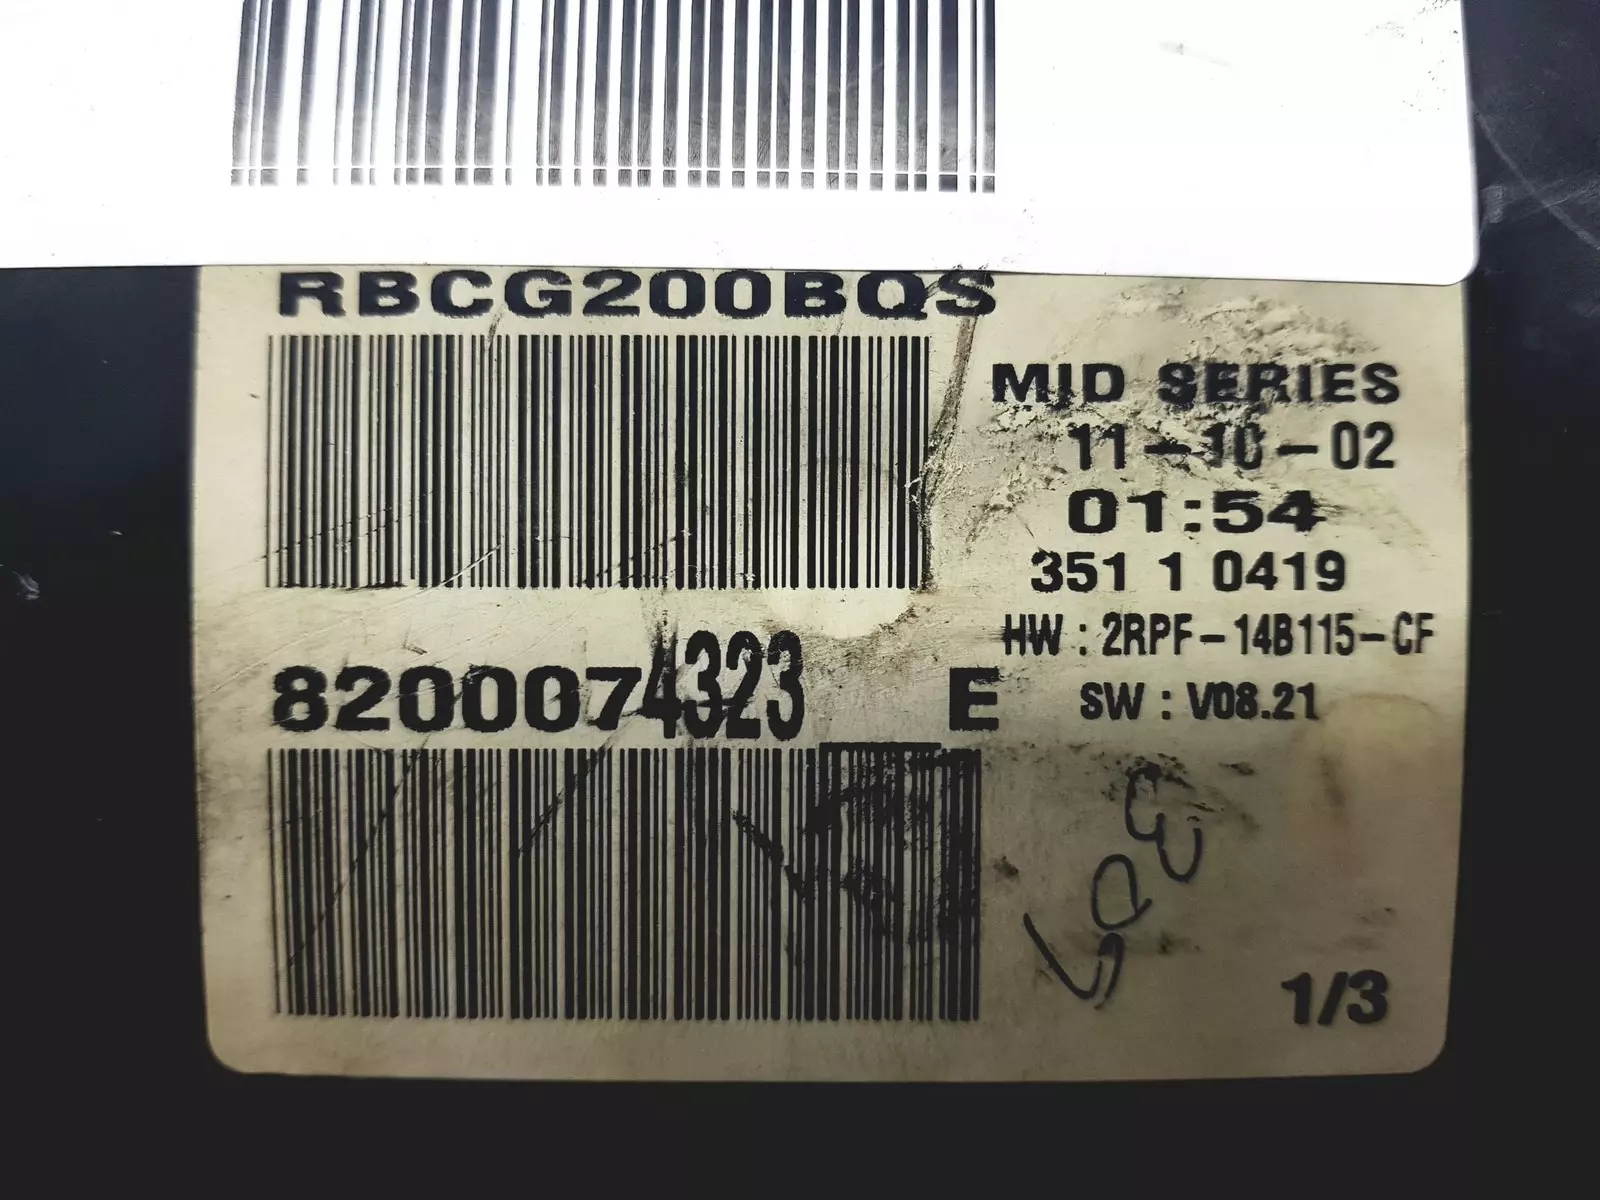 RBCG200BQS
MID SERIES
11-10-02
01:54
351 1 0419
HW : 2RPF-14B115-CF
8200074323 E
SW : V08.21
1/3